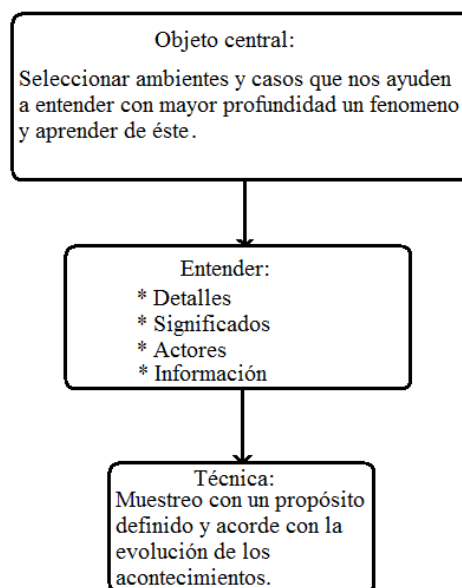 Objeto central:
Seleccionar ambientes y casos que nos ayuden
a entender con mayor profundidad un fenomeno
y aprender de éste.
Entender:
* Detalles
* Significados
* Actores
* Información
Técnica:
Muestreo con un propósito
definido y acorde con la
evolución de los
acontecimientos.